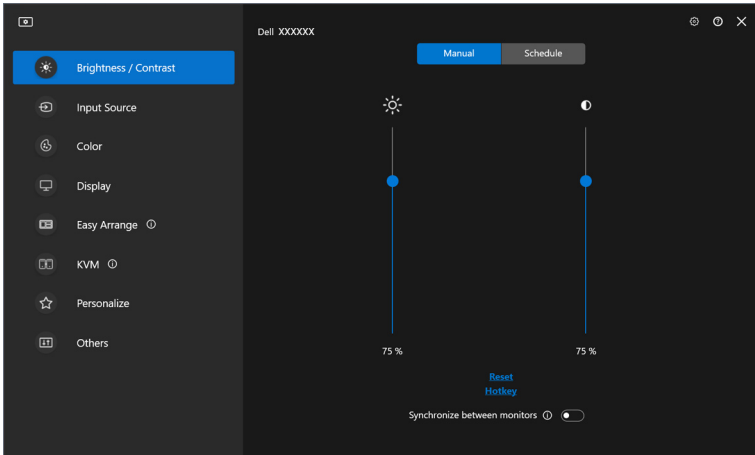 Dell XXXXXX
Manual
Schedule
Brightness / Contrast
Input Source
Color
Display
Easy Arrange
KVM
Personalize
Others
75 %
75 %
Reset
Hotkey
Synchronize between monitors